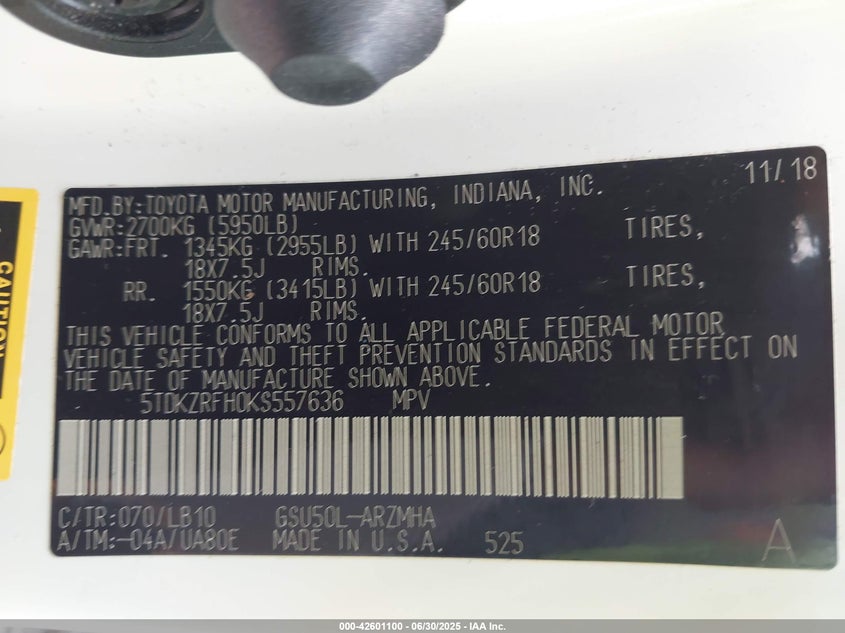 11/18
MFD.BY:TOYOTA MOTOR MANUFACTURING, INDIANA, INC.
GVWR:2700KG (5950LB)
GAWR:FRT. 1345KG (2955LB) WITH 245/60R18 TIRES,
18X7.5J RIMS.
RR. 1550KG (3415LB) WITH 245/60R18 TIRES,
18X7.5J RIMS.
THIS VEHICLE CONFORMS TO ALL APPLICABLE FEDERAL MOTOR
VEHICLE SAFETY AND THEFT PREVENTION STANDARDS IN EFFECT ON
THE DATE OF MANUFACTURE SHOWN ABOVE.
5TDKZRFH0KS557636 MPV
C/TR:070/LB10 GSU50L-ARZMHA
A/TM:-04A/UA80E MADE IN U.S.A. 525 A
CAUTION
000-42601100 - 06/30/2025 - IAA Inc.